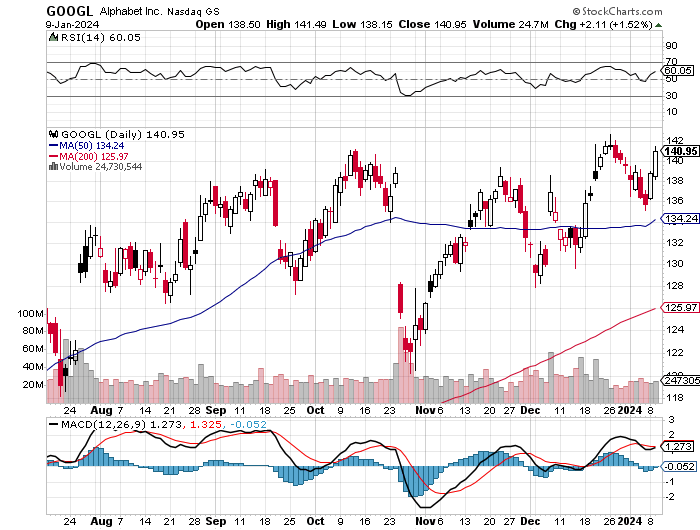 GOOGL Alphabet Inc. Nasdaq GS © StockCharts.com
9-Jan-2024 Open 138.50 High 141.49 Low 138.15 Close 140.95 Volume 24.7M Chg +2.11 (+1.52%)
RSI(14) 60.05
90
70
60.05
50
30
10
GOOGL (Daily) 140.95
MA(50) 134.24
MA(200) 125.97
Volume 24,730,544
142
140.95
140
138
136
134.24
132
130
128
125.97
124
122
120
118
247305
100M
80M
60M
40M
20M
24 Aug 7 14 21 28 Sep 11 18 25 Oct 9 16 23 Nov 6 13 20 27 Dec 11 18 26 2024 8
MACD(12,26,9) 1.273, 1.325, -0.052
3
2
1.273
-0.052
-1
-2
24 Aug 7 14 21 28 Sep 11 18 25 Oct 9 16 23 Nov 6 13 20 27 Dec 11 18 26 2024 8